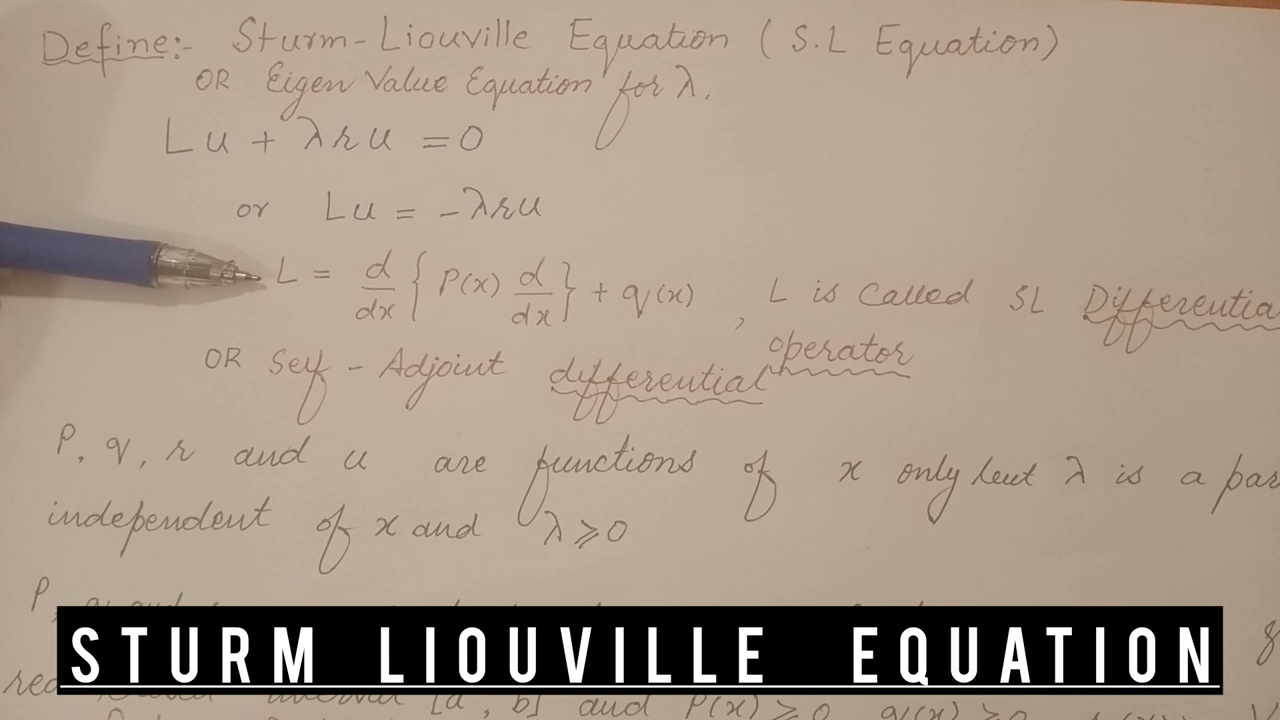 Define:- Sturm-Liouville Equation (S.L Equation)
OR Eigen Value Equation for λ.
Lu + λru = 0
or Lu = -λru
L = d/dx { P(x) d/dx } + q(x) , L is called SL Differential
operator
OR Self-Adjoint differential
P, q, r and u are functions of x only but λ is a par
independent of x and λ ⩾ 0
P,
STURM LIOUVILLE EQUATION
interval [a, b] and P(x) ⩾ 0